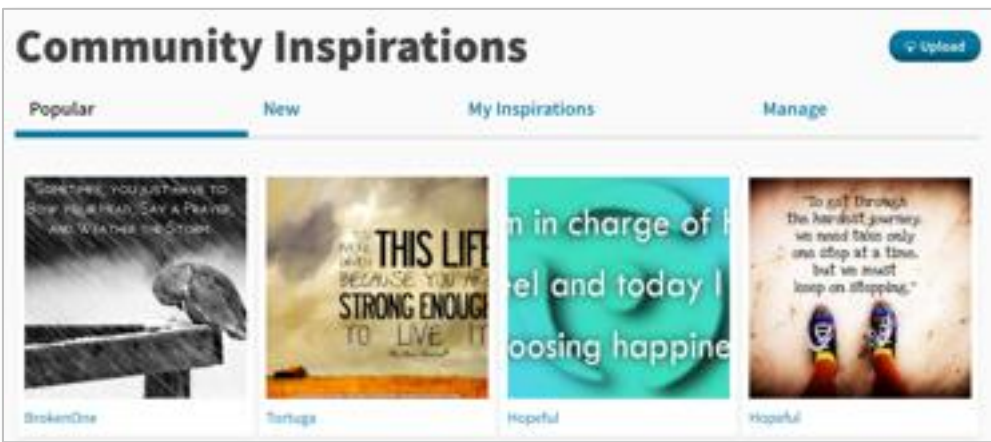 Community Inspirations
Upload
Popular
New
My Inspirations
Manage
SOMETIMES, YOU JUST HAVE TO
BOW YOUR HEAD, SAY A PRAYER,
AND WEATHER THE STORM.
THIS LIFE
BECAUSE YOU AR
STRONG ENOUGH
TO LIVE IT
m in charge of h
eel and today I
oosing happine
"To get through
the hardest journey,
we need take only
one step at a time,
but we must
keep on stepping."
BrokenOne
Tortuga
Hopeful
Hopeful